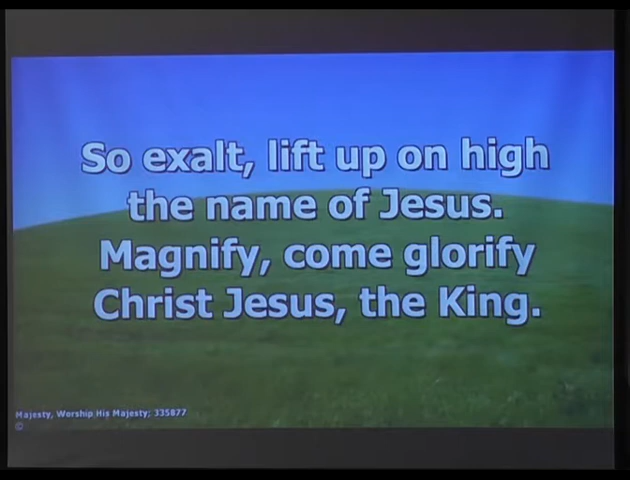 So exalt, lift up on high
the name of Jesus.
Magnify, come glorify
Christ Jesus, the King.
Majesty, Worship His Majesty; 335877
©